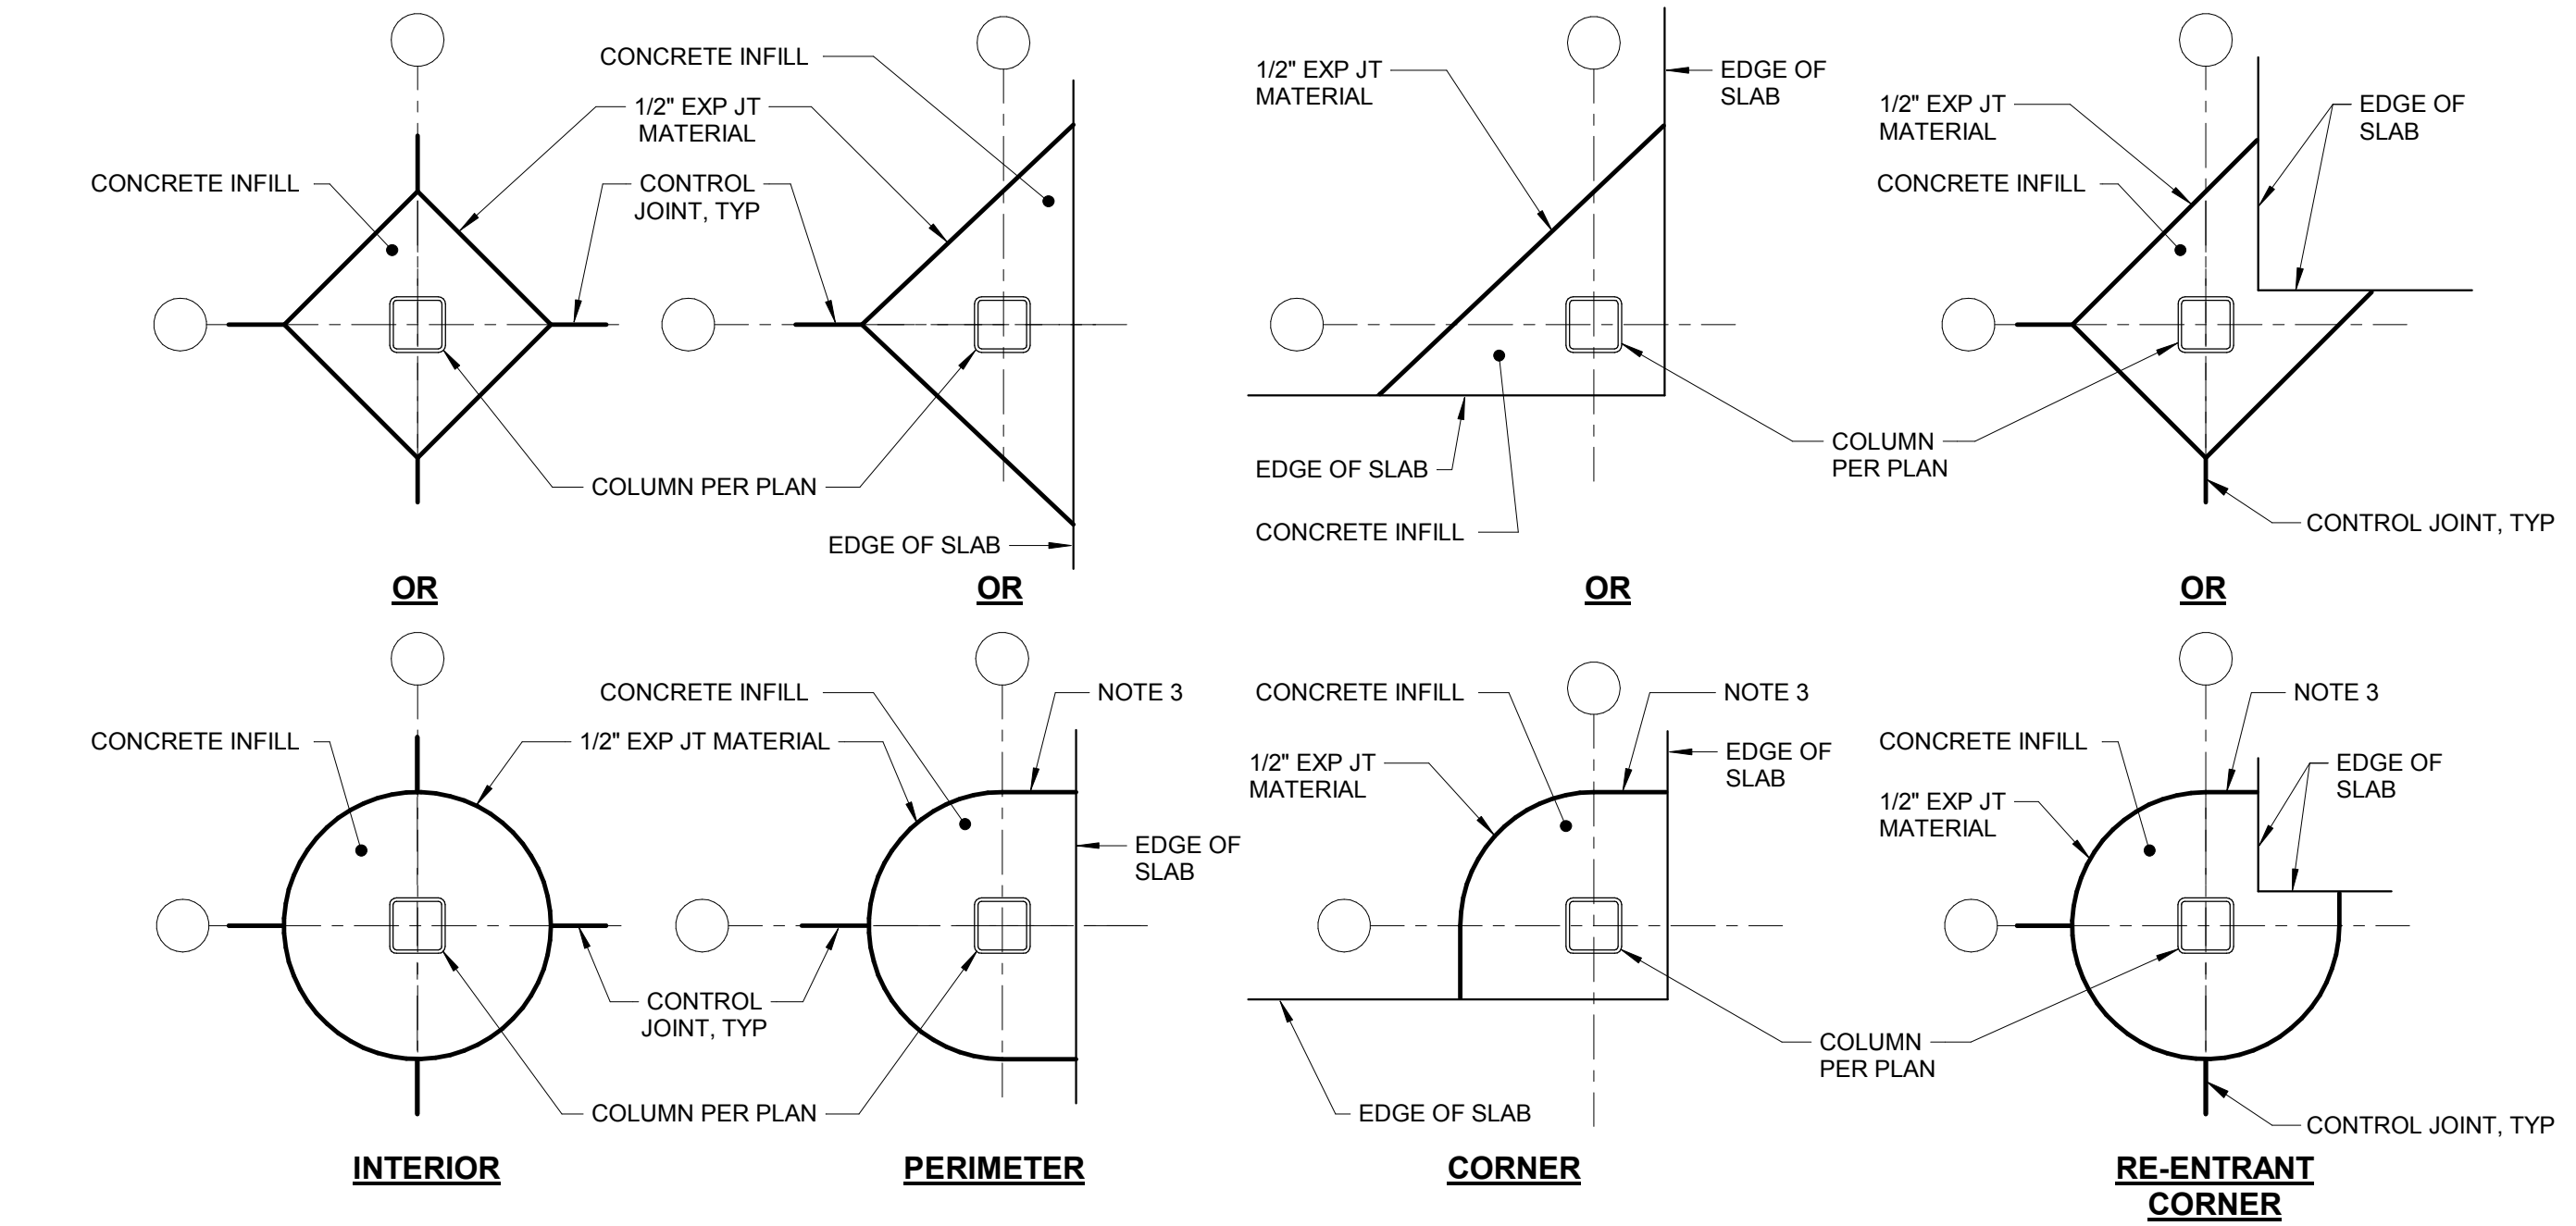 CONCRETE INFILL
1/2" EXP JT
MATERIAL
CONCRETE INFILL
CONTROL
JOINT, TYP
COLUMN PER PLAN
EDGE OF SLAB
1/2" EXP JT
MATERIAL
EDGE OF
SLAB
EDGE OF SLAB
CONCRETE INFILL
COLUMN
PER PLAN
1/2" EXP JT
MATERIAL
CONCRETE INFILL
EDGE OF
SLAB
CONTROL JOINT, TYP
OR
OR
OR
OR
CONCRETE INFILL
NOTE 3
CONCRETE INFILL
1/2" EXP JT MATERIAL
EDGE OF
SLAB
CONTROL
JOINT, TYP
COLUMN PER PLAN
CONCRETE INFILL
NOTE 3
1/2" EXP JT
MATERIAL
EDGE OF
SLAB
COLUMN
PER PLAN
EDGE OF SLAB
NOTE 3
CONCRETE INFILL
EDGE OF
SLAB
1/2" EXP JT
MATERIAL
CONTROL JOINT, TYP
INTERIOR
PERIMETER
CORNER
RE-ENTRANT
CORNER